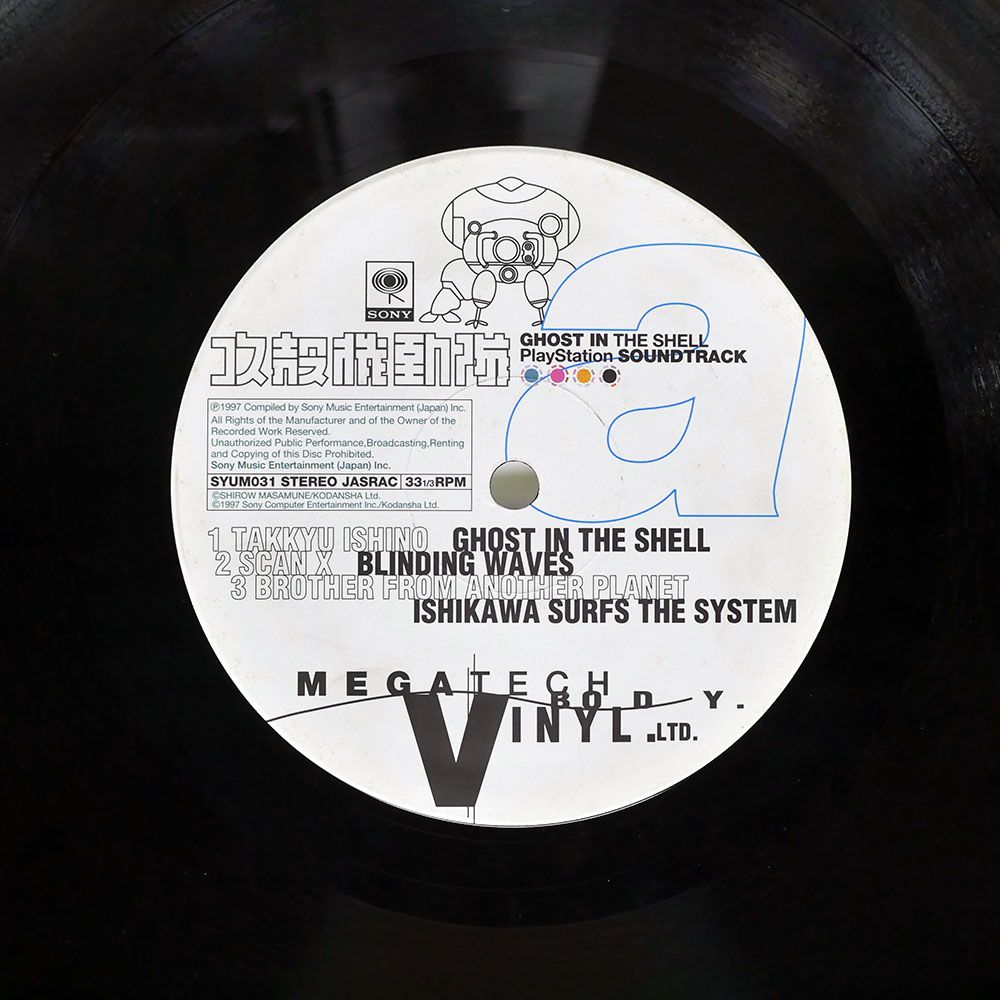 SONY
攻殻機動隊
GHOST IN THE SHELL
PlayStation SOUNDTRACK
a
Ⓟ1997 Compiled by Sony Music Entertainment (Japan) Inc.
All Rights of the Manufacturer and of the Owner of the
Recorded Work Reserved.
Unauthorized Public Performance,Broadcasting,Renting
and Copying of this Disc Prohibited.
Sony Music Entertainment (Japan) Inc.
SYUM031 STEREO JASRAC 33 1/3 RPM
©SHIROW MASAMUNE/KODANSHA Ltd.
©1997 Sony Computer Entertainment Inc./Kodansha Ltd.
1 TAKKYU ISHINO GHOST IN THE SHELL
2 SCAN X BLINDING WAVES
3 BROTHER FROM ANOTHER PLANET
ISHIKAWA SURFS THE SYSTEM
MEGATECH
BODY.
VINYL.LTD.